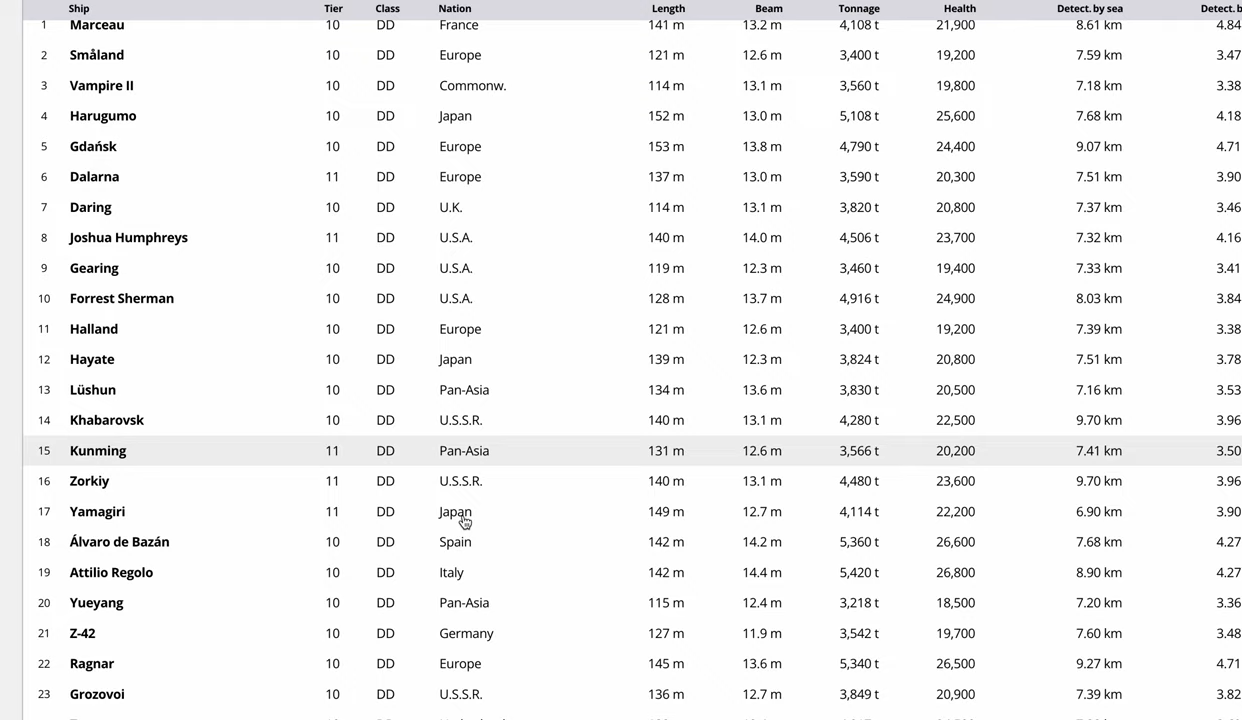 Ship Tier Class Nation Length Beam Tonnage Health Detect. by sea Detect. b
1 Marceau 10 DD France 141 m 13.2 m 4,108 t 21,900 8.61 km 4.84
2 Småland 10 DD Europe 121 m 12.6 m 3,400 t 19,200 7.59 km 3.47
3 Vampire II 10 DD Commonw. 114 m 13.1 m 3,560 t 19,800 7.18 km 3.38
4 Harugumo 10 DD Japan 152 m 13.0 m 5,108 t 25,600 7.68 km 4.18
5 Gdańsk 10 DD Europe 153 m 13.8 m 4,790 t 24,400 9.07 km 4.71
6 Dalarna 11 DD Europe 137 m 13.0 m 3,590 t 20,300 7.51 km 3.90
7 Daring 10 DD U.K. 114 m 13.1 m 3,820 t 20,800 7.37 km 3.46
8 Joshua Humphreys 11 DD U.S.A. 140 m 14.0 m 4,506 t 23,700 7.32 km 4.16
9 Gearing 10 DD U.S.A. 119 m 12.3 m 3,460 t 19,400 7.33 km 3.41
10 Forrest Sherman 10 DD U.S.A. 128 m 13.7 m 4,916 t 24,900 8.03 km 3.84
11 Halland 10 DD Europe 121 m 12.6 m 3,400 t 19,200 7.39 km 3.38
12 Hayate 10 DD Japan 139 m 12.3 m 3,824 t 20,800 7.51 km 3.78
13 Lüshun 10 DD Pan-Asia 134 m 13.6 m 3,830 t 20,500 7.16 km 3.53
14 Khabarovsk 10 DD U.S.S.R. 140 m 13.1 m 4,280 t 22,500 9.70 km 3.96
15 Kunming 11 DD Pan-Asia 131 m 12.6 m 3,566 t 20,200 7.41 km 3.50
16 Zorkiy 11 DD U.S.S.R. 140 m 13.1 m 4,480 t 23,600 9.70 km 3.96
17 Yamagiri 11 DD Japan 149 m 12.7 m 4,114 t 22,200 6.90 km 3.90
18 Álvaro de Bazán 10 DD Spain 142 m 14.2 m 5,360 t 26,600 7.68 km 4.27
19 Attilio Regolo 10 DD Italy 142 m 14.4 m 5,420 t 26,800 8.90 km 4.27
20 Yueyang 10 DD Pan-Asia 115 m 12.4 m 3,218 t 18,500 7.20 km 3.36
21 Z-42 10 DD Germany 127 m 11.9 m 3,542 t 19,700 7.60 km 3.48
22 Ragnar 10 DD Europe 145 m 13.6 m 5,340 t 26,500 9.27 km 4.71
23 Grozovoi 10 DD U.S.S.R. 136 m 12.7 m 3,849 t 20,900 7.39 km 3.82